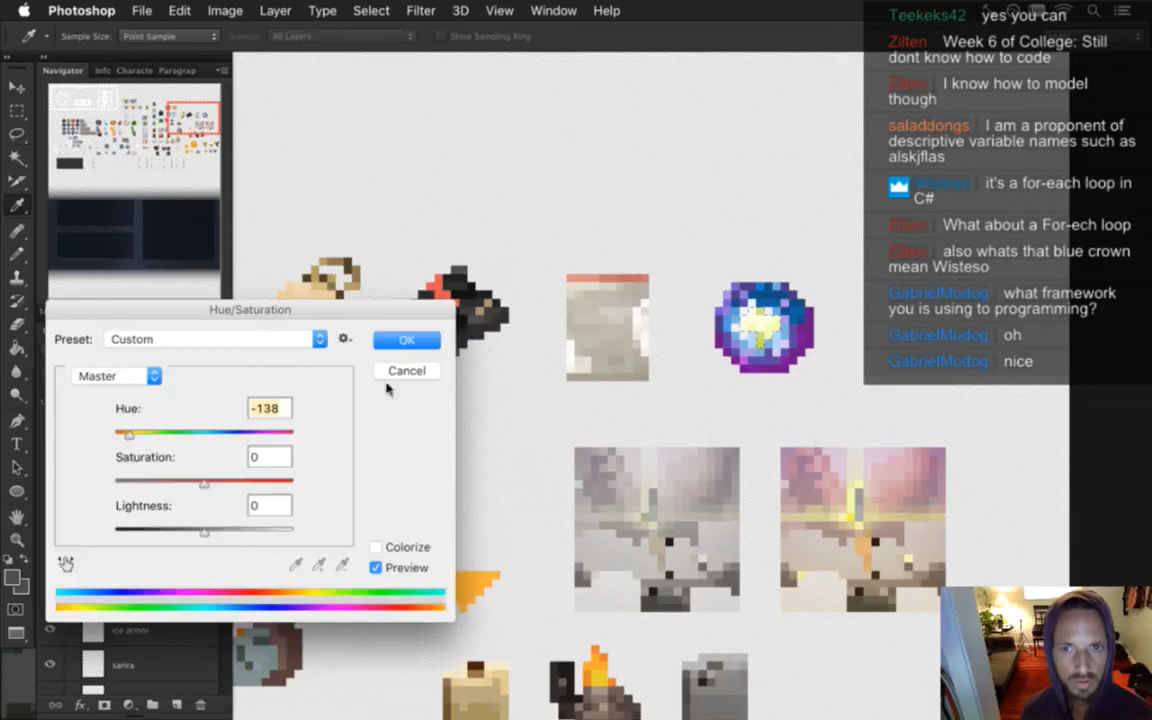 Photoshop File Edit Image Layer Type Select Filter 3D View Window Help
Sample Size: Point Sample Sample: All Layers Show Sampling Ring
Navigator Info Characte Paragrap
Teekeks42 yes you can
Zilten Week 6 of College: Still
dont know how to code
Zilten I know how to model
though
saladdongs I am a proponent of
descriptive variable names such as
alskjflas
Wisteso it's a for-each loop in
C#
Zilten What about a For-ech loop
Zilten also whats that blue crown
mean Wisteso
GabrielModog what framework
you is using to programming?
GabrielModog oh
GabrielModog nice
Hue/Saturation
Preset: Custom
OK
Cancel
Master
Hue: -138
Saturation: 0
Lightness: 0
Colorize
Preview
ice armor
sarira